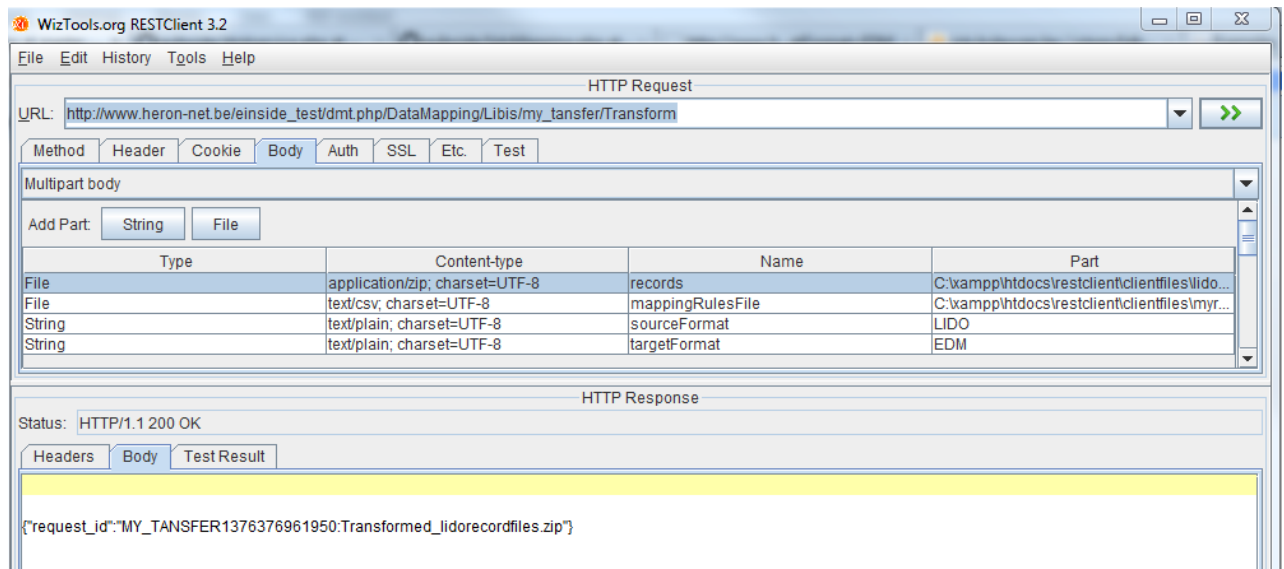 WizTools.org RESTClient 3.2
File Edit History Tools Help
HTTP Request
URL: http://www.heron-net.be/einside_test/dmt.php/DataMapping/Libis/my_tansfer/Transform
Method Header Cookie Body Auth SSL Etc. Test
Multipart body
Add Part: String File
Type Content-type Name Part
File application/zip; charset=UTF-8 records C:\xampp\htdocs\restclient\clientfiles\lido...
File text/csv; charset=UTF-8 mappingRulesFile C:\xampp\htdocs\restclient\clientfiles\myr...
String text/plain; charset=UTF-8 sourceFormat LIDO
String text/plain; charset=UTF-8 targetFormat EDM
HTTP Response
Status: HTTP/1.1 200 OK
Headers Body Test Result
{"request_id":"MY_TANSFER1376376961950:Transformed_lidorecordfiles.zip"}